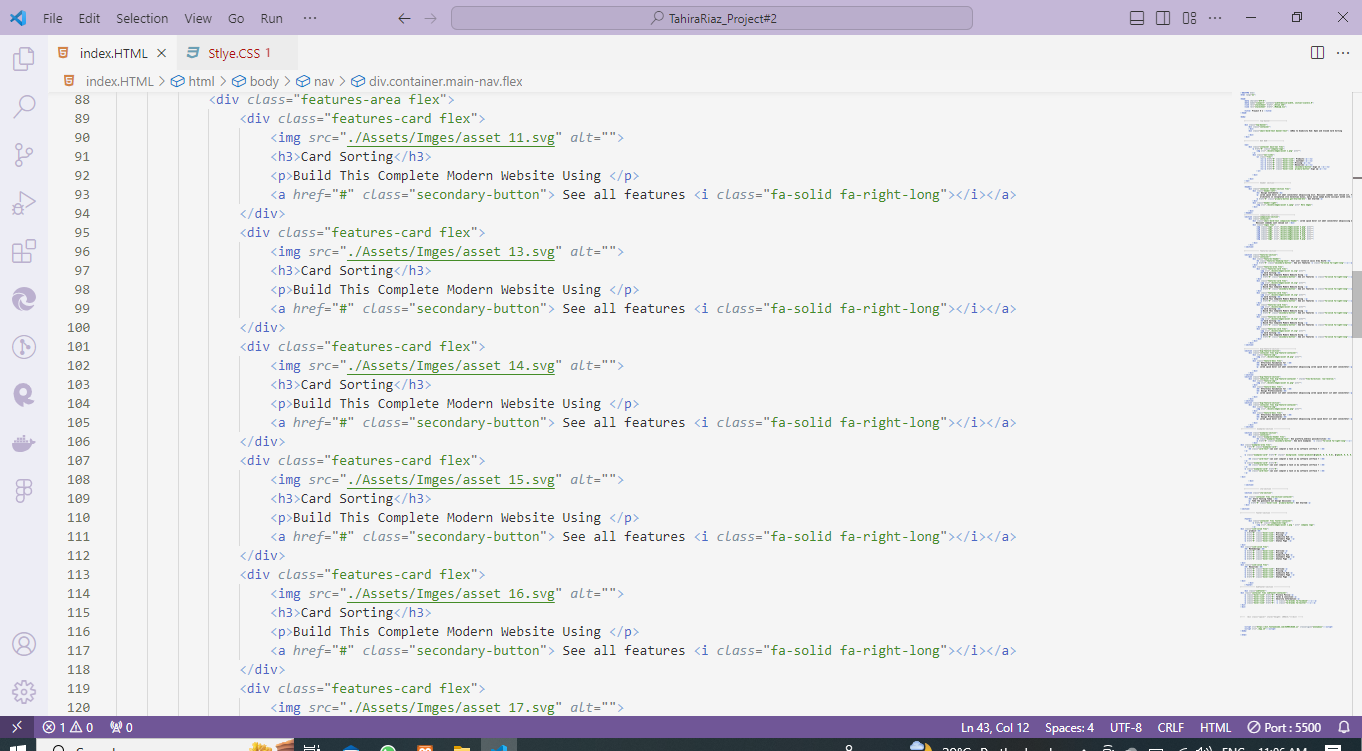 File Edit Selection View Go Run ··· TahiraRiaz_Project#2
index.HTML Stlye.CSS 1
index.HTML > html > body > nav > div.container.main-nav.flex
88 <div class="features-area flex">
89 <div class="features-card flex">
90 <img src="./Assets/Imges/asset 11.svg" alt="">
91 <h3>Card Sorting</h3>
92 <p>Build This Complete Modern Website Using </p>
93 <a href="#" class="secondary-button"> See all features <i class="fa-solid fa-right-long"></i></a>
94 </div>
95 <div class="features-card flex">
96 <img src="./Assets/Imges/asset 13.svg" alt="">
97 <h3>Card Sorting</h3>
98 <p>Build This Complete Modern Website Using </p>
99 <a href="#" class="secondary-button"> See all features <i class="fa-solid fa-right-long"></i></a>
100 </div>
101 <div class="features-card flex">
102 <img src="./Assets/Imges/asset 14.svg" alt="">
103 <h3>Card Sorting</h3>
104 <p>Build This Complete Modern Website Using </p>
105 <a href="#" class="secondary-button"> See all features <i class="fa-solid fa-right-long"></i></a>
106 </div>
107 <div class="features-card flex">
108 <img src="./Assets/Imges/asset 15.svg" alt="">
109 <h3>Card Sorting</h3>
110 <p>Build This Complete Modern Website Using </p>
111 <a href="#" class="secondary-button"> See all features <i class="fa-solid fa-right-long"></i></a>
112 </div>
113 <div class="features-card flex">
114 <img src="./Assets/Imges/asset 16.svg" alt="">
115 <h3>Card Sorting</h3>
116 <p>Build This Complete Modern Website Using </p>
117 <a href="#" class="secondary-button"> See all features <i class="fa-solid fa-right-long"></i></a>
118 </div>
119 <div class="features-card flex">
120 <img src="./Assets/Imges/asset 17.svg" alt="">
1 0 0 Ln 43, Col 12 Spaces: 4 UTF-8 CRLF HTML Port : 5500